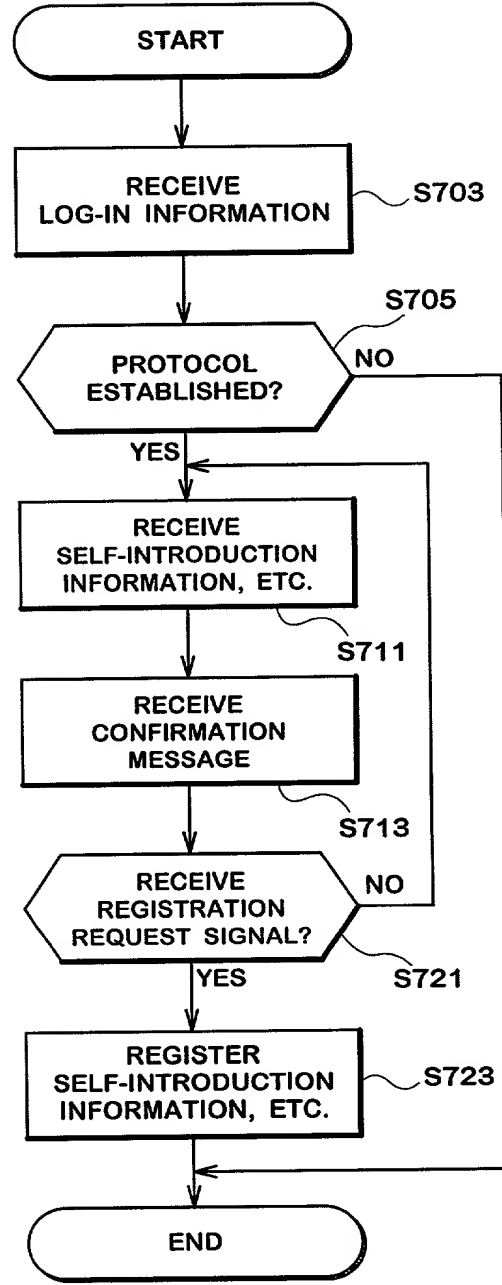 START
RECEIVE
LOG-IN INFORMATION
S703
S705
PROTOCOL
ESTABLISHED?
NO
YES
RECEIVE
SELF-INTRODUCTION
INFORMATION, ETC.
S711
RECEIVE
CONFIRMATION
MESSAGE
S713
RECEIVE
REGISTRATION
REQUEST SIGNAL?
NO
S721
YES
REGISTER
SELF-INTRODUCTION
INFORMATION, ETC.
S723
END